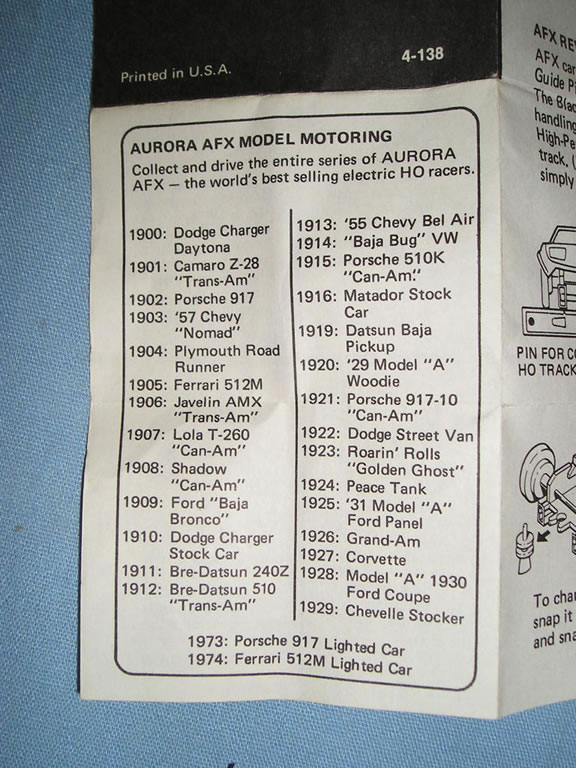 Printed in U.S.A.
4-138
AURORA AFX MODEL MOTORING
Collect and drive the entire series of AURORA
AFX — the world's best selling electric HO racers.
1900: Dodge Charger
Daytona
1901: Camaro Z-28
"Trans-Am"
1902: Porsche 917
1903: '57 Chevy
"Nomad"
1904: Plymouth Road
Runner
1905: Ferrari 512M
1906: Javelin AMX
"Trans-Am"
1907: Lola T-260
"Can-Am"
1908: Shadow
"Can-Am"
1909: Ford "Baja
Bronco"
1910: Dodge Charger
Stock Car
1911: Bre-Datsun 240Z
1912: Bre-Datsun 510
"Trans-Am"
1913: '55 Chevy Bel Air
1914: "Baja Bug" VW
1915: Porsche 510K
"Can-Am."
1916: Matador Stock
Car
1919: Datsun Baja
Pickup
1920: '29 Model "A"
Woodie
1921: Porsche 917-10
"Can-Am"
1922: Dodge Street Van
1923: Roarin' Rolls
"Golden Ghost"
1924: Peace Tank
1925: '31 Model "A"
Ford Panel
1926: Grand-Am
1927: Corvette
1928: Model "A" 1930
Ford Coupe
1929: Chevelle Stocker
1973: Porsche 917 Lighted Car
1974: Ferrari 512M Lighted Car
AFX
AFX car
Guide
The
handling
High-Pe
track.
simply
PIN FOR
HO TRACK
To
snap it
and